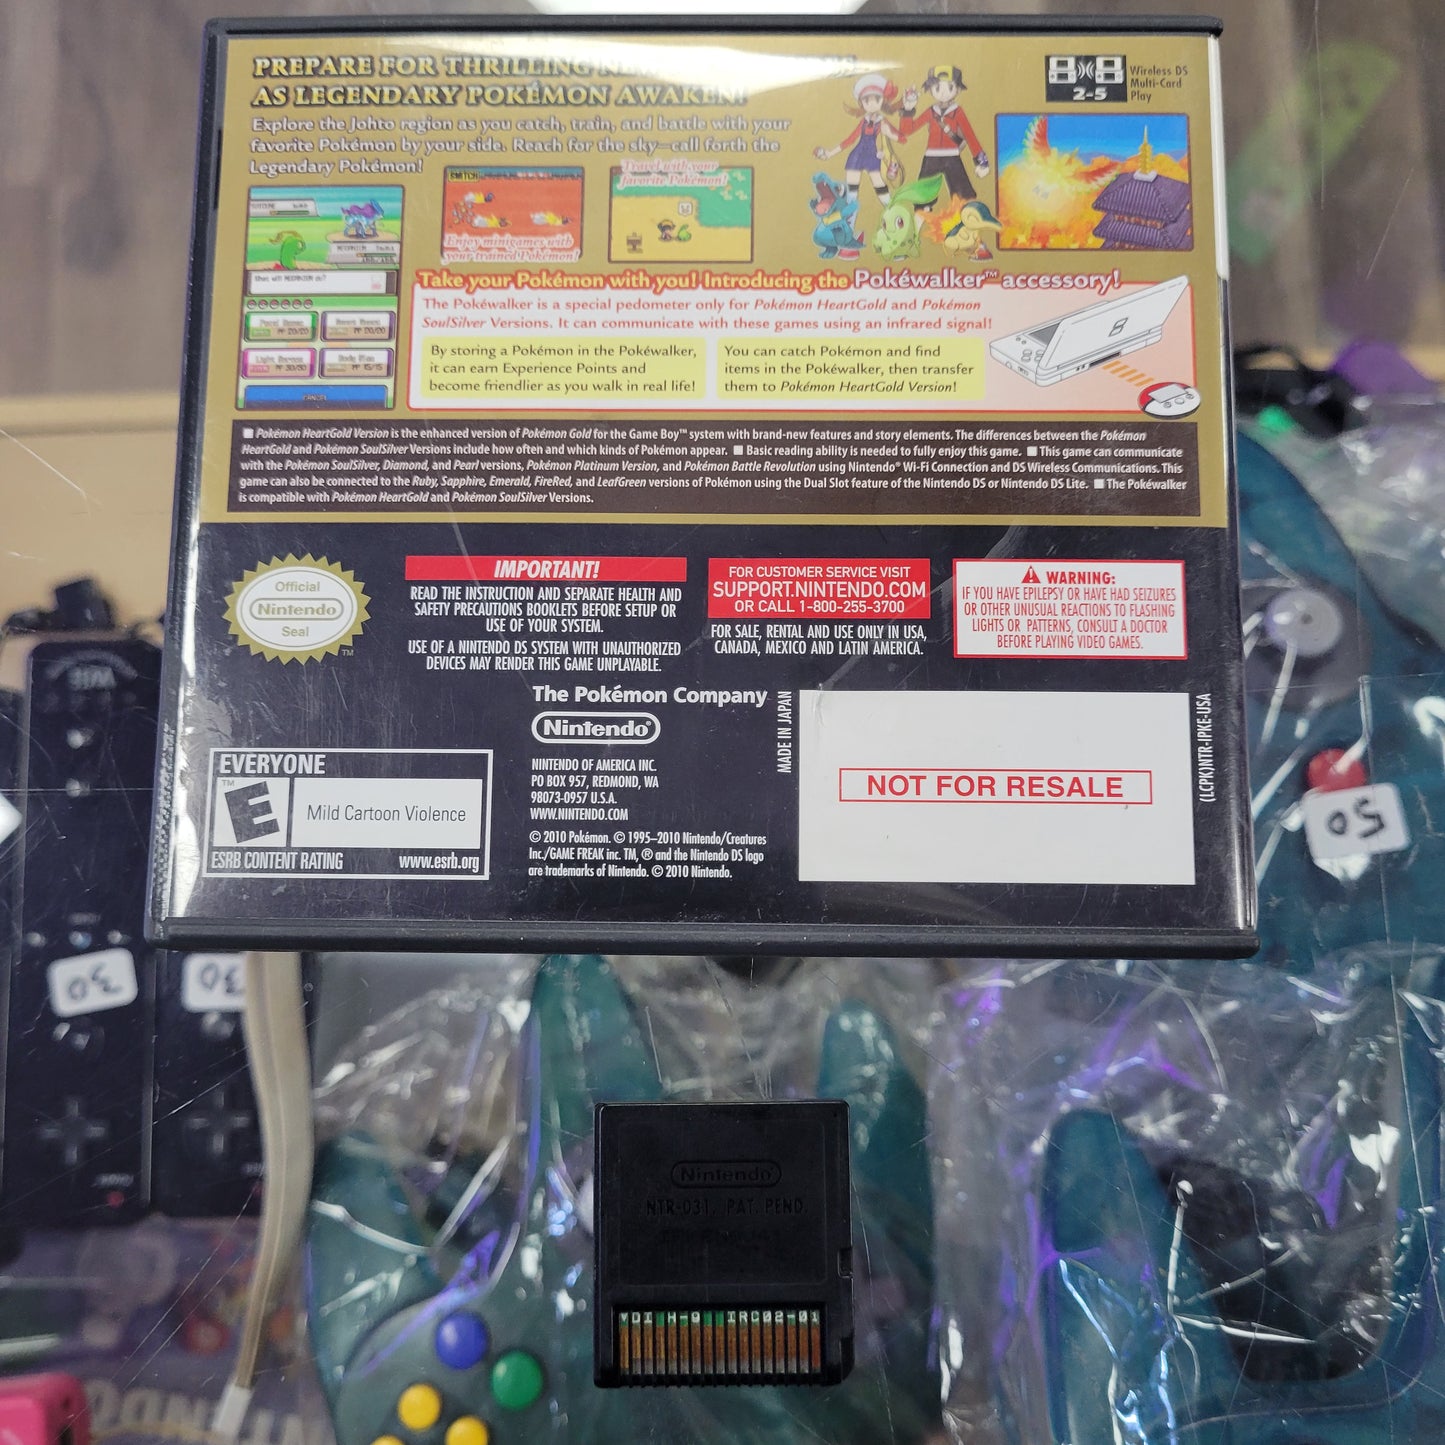 PREPARE FOR THRILLING
AS LEGENDARY POKÉMON AWAKEN!
Explore the Johto region as you catch, train, and battle with your
favorite Pokémon by your side. Reach for the sky—call forth the
Legendary Pokémon!
2-5
Wireless DS
Multi-Card
Play
SWITCH
Enjoy minigames with
your trained Pokémon!
Travel with your
favorite Pokémon!
CANCEL
Take your Pokémon with you! Introducing the Pokéwalker™ accessory!
The Pokéwalker is a special pedometer only for Pokémon HeartGold and Pokémon
SoulSilver Versions. It can communicate with these games using an infrared signal!
By storing a Pokémon in the Pokéwalker,
it can earn Experience Points and
become friendlier as you walk in real life!
You can catch Pokémon and find
items in the Pokéwalker, then transfer
them to Pokémon HeartGold Version!
■ Pokémon HeartGold Version is the enhanced version of Pokémon Gold for the Game Boy™ system with brand-new features and story elements. The differences between the Pokémon
HeartGold and Pokémon SoulSilver Versions include how often and which kinds of Pokémon appear. ■ Basic reading ability is needed to fully enjoy this game. ■ This game can communicate
with the Pokémon SoulSilver, Diamond, and Pearl versions, Pokémon Platinum Version, and Pokémon Battle Revolution using Nintendo® Wi-Fi Connection and DS Wireless Communications. This
game can also be connected to the Ruby, Sapphire, Emerald, FireRed, and LeafGreen versions of Pokémon using the Dual Slot feature of the Nintendo DS or Nintendo DS Lite. ■ The Pokéwalker
is compatible with Pokémon HeartGold and Pokémon SoulSilver Versions.
Official
Nintendo
Seal
TM
IMPORTANT!
READ THE INSTRUCTION AND SEPARATE HEALTH AND
SAFETY PRECAUTIONS BOOKLETS BEFORE SETUP OR
USE OF YOUR SYSTEM.
USE OF A NINTENDO DS SYSTEM WITH UNAUTHORIZED
DEVICES MAY RENDER THIS GAME UNPLAYABLE.
FOR CUSTOMER SERVICE VISIT
SUPPORT.NINTENDO.COM
OR CALL 1-800-255-3700
FOR SALE, RENTAL AND USE ONLY IN USA,
CANADA, MEXICO AND LATIN AMERICA.
WARNING:
IF YOU HAVE EPILEPSY OR HAVE HAD SEIZURES
OR OTHER UNUSUAL REACTIONS TO FLASHING
LIGHTS OR PATTERNS, CONSULT A DOCTOR
BEFORE PLAYING VIDEO GAMES.
The Pokémon Company
Nintendo®
NINTENDO OF AMERICA INC.
PO BOX 957, REDMOND, WA
98073-0957 U.S.A.
WWW.NINTENDO.COM
© 2010 Pokémon. © 1995–2010 Nintendo/Creatures
Inc./GAME FREAK inc. TM, ® and the Nintendo DS logo
are trademarks of Nintendo. © 2010 Nintendo.
EVERYONE
TM
E
Mild Cartoon Violence
ESRB CONTENT RATING www.esrb.org
MADE IN JAPAN
NOT FOR RESALE
(LCPK)NTR-IPKE-USA
50
30
30
Nintendo
NTR-031, PAT. PEND.
VDI H-9 IRC02-01